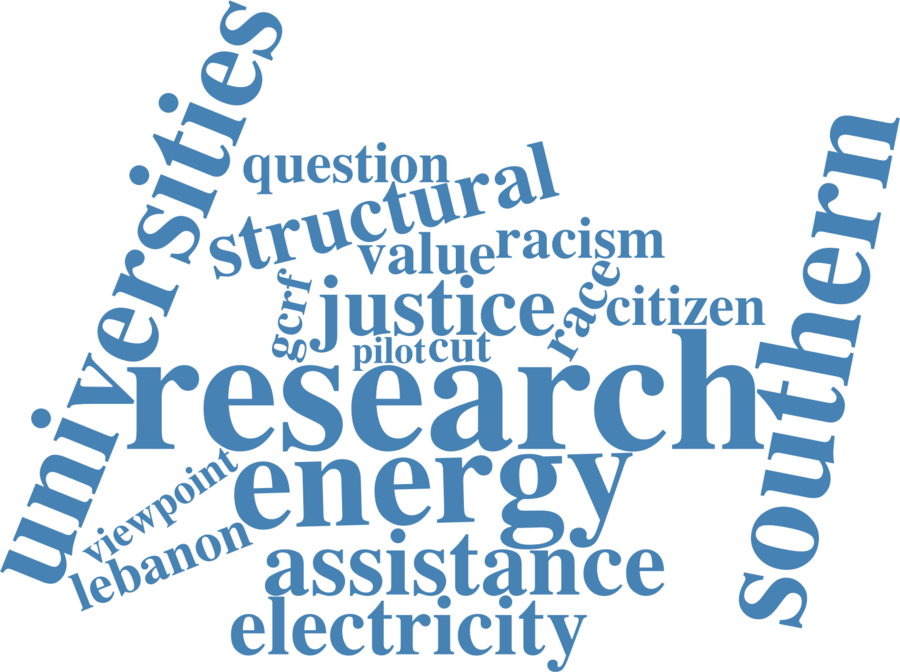 universities
question
structural
southern
value
racism
gcrf
justice
race
citizen
pilot
cut
research
viewpoint
energy
lebanon
assistance
electricity